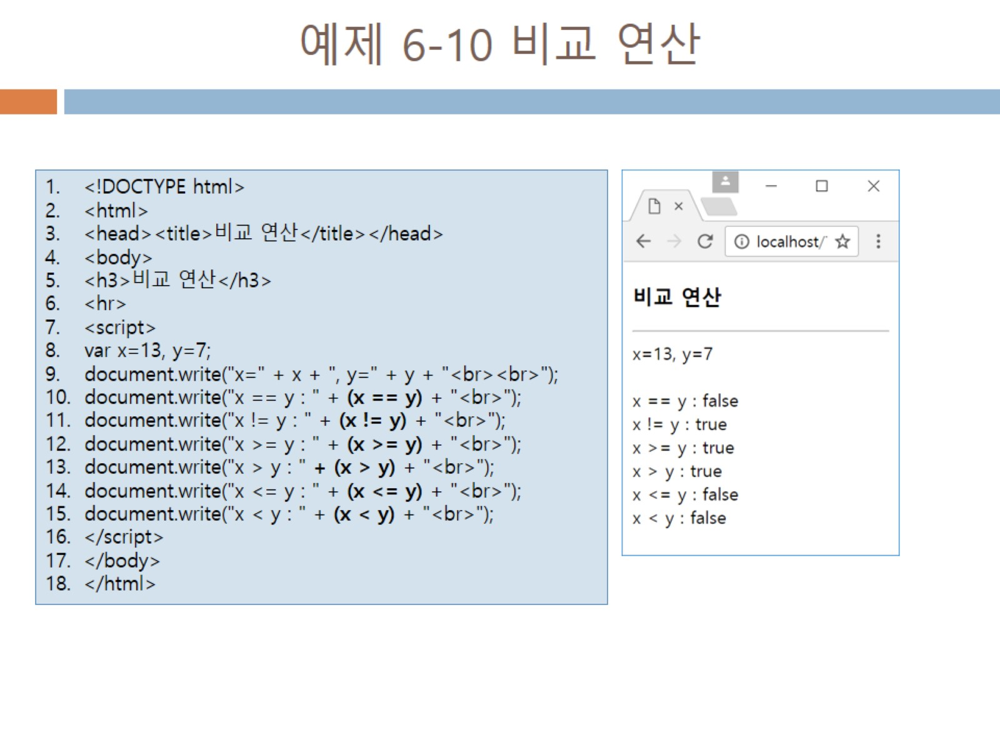 예제 6-10 비교 연산
1. <!DOCTYPE html>
2. <html>
3. <head><title>비교 연산</title></head>
4. <body>
5. <h3>비교 연산</h3>
6. <hr>
7. <script>
8. var x=13, y=7;
9. document.write("x=" + x + ", y=" + y + "<br><br>");
10. document.write("x == y : " + (x == y) + "<br>");
11. document.write("x != y : " + (x != y) + "<br>");
12. document.write("x >= y : " + (x >= y) + "<br>");
13. document.write("x > y : " + (x > y) + "<br>");
14. document.write("x <= y : " + (x <= y) + "<br>");
15. document.write("x < y : " + (x < y) + "<br>");
16. </script>
17. </body>
18. </html>
localhost/
비교 연산
x=13, y=7
x == y : false
x != y : true
x >= y : true
x > y : true
x <= y : false
x < y : false